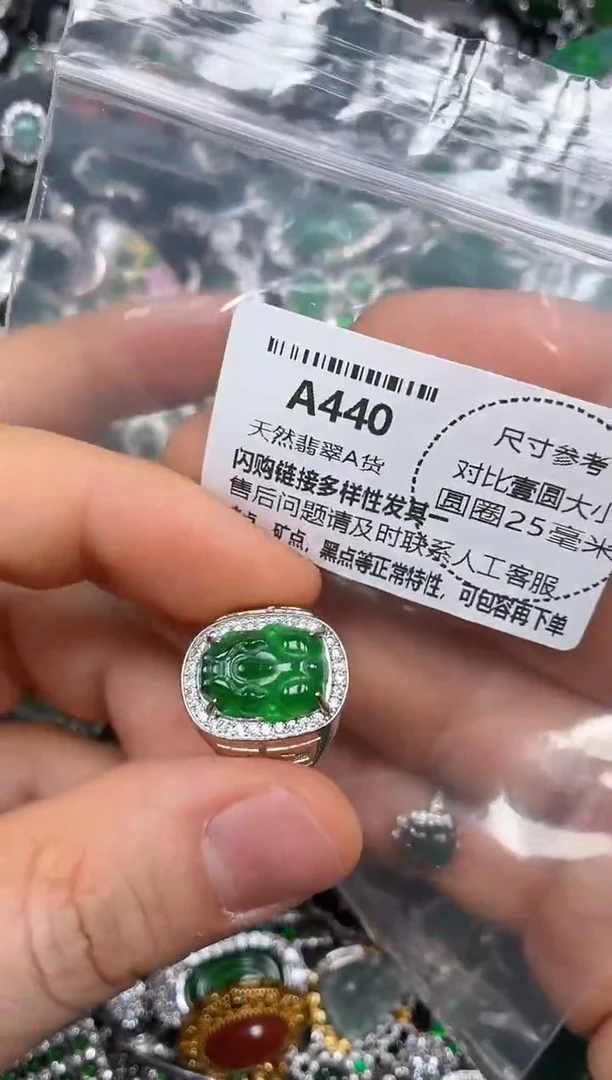 A440
天然翡翠A货
闪购链接多样性发其一
售后问题请及时联系人工客服
点，矿点，黑点等正常特性，可包容再下单
尺寸参考
对比壹圆大小
圆圈25毫米